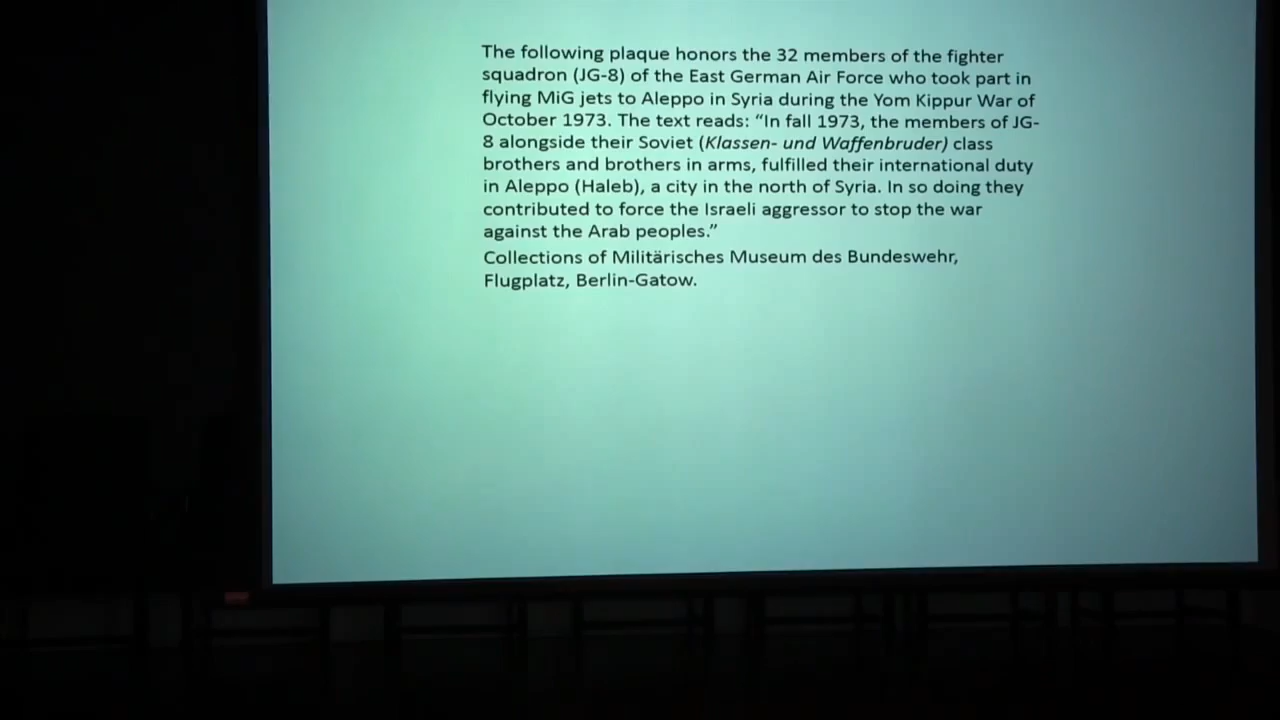 The following plaque honors the 32 members of the fighter
squadron (JG-8) of the East German Air Force who took part in
flying MiG jets to Aleppo in Syria during the Yom Kippur War of
October 1973. The text reads: “In fall 1973, the members of JG-
8 alongside their Soviet (Klassen- und Waffenbruder) class
brothers and brothers in arms, fulfilled their international duty
in Aleppo (Haleb), a city in the north of Syria. In so doing they
contributed to force the Israeli aggressor to stop the war
against the Arab peoples.”
Collections of Militärisches Museum des Bundeswehr,
Flugplatz, Berlin-Gatow.